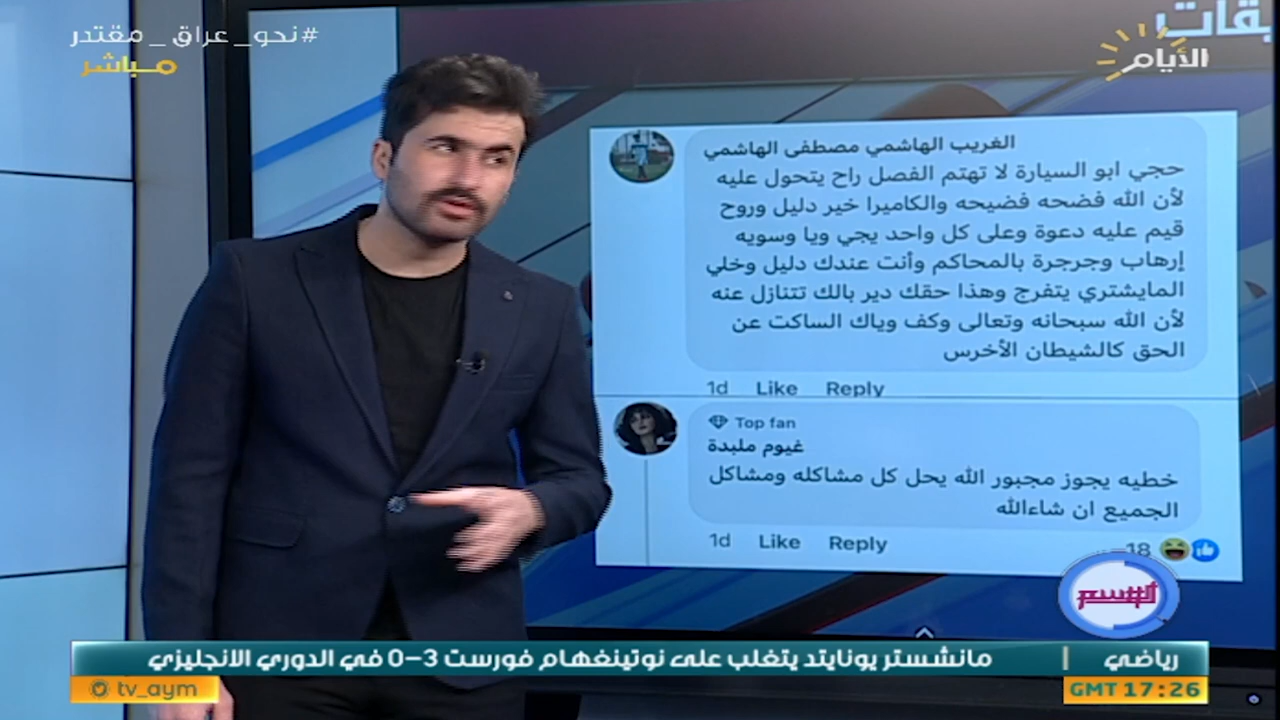 #نحو_عراق_مقتدر
مباشر
بقات
الأيام
الغريب الهاشمي مصطفى الهاشمي
حجي ابو السيارة لا تهتم الفصل راح يتحول عليه
لأن الله فضحه فضيحه والكاميرا خير دليل وروح
قيم عليه دعوة وعلى كل واحد يجي ويا وسويه
إرهاب وجرجرة بالمحاكم وأنت عندك دليل وخلي
المايشتري يتفرج وهذا حقك دير بالك تتنازل عنه
لأن الله سبحانه وتعالى وكف وياك الساكت عن
الحق كالشيطان الأخرس
1d Like Reply
Top fan
غيوم ملبدة
خطيه يجوز مجبور الله يحل كل مشاكله ومشاكل
الجميع ان شاءالله
1d Like Reply 18
#اوسم
رياضي | مانشستر يونايتد يتغلب على نوتينغهام فورست 3-0 في الدوري الانجليزي
tv_aym
GMT 17:26